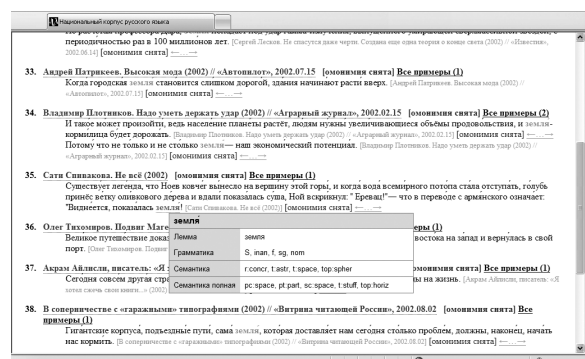 Национальный корпус русского языка
периодичностью раз в 100 миллионов лет. [Сергей Лесков. Не спасутся даже черти. Создана еще одна теория о конце света (2002) // «Известия»,
2002.06.14] [омонимия снята] ←…→
33. Андрей Патрикеев. Высокая мода (2002) // «Автопилот», 2002.07.15 [омонимия снята] Все примеры (1)
Когда городская земля становится слишком дорогой, здания начинают расти вверх. [Андрей Патрикеев. Высокая мода (2002) //
«Автопилот», 2002.07.15] [омонимия снята] ←…→
34. Владимир Плотников. Надо уметь держать удар (2002) // «Аграрный журнал», 2002.02.15 [омонимия снята] Все примеры (2)
И такое может произойти, ведь население планеты растёт, людям нужны увеличивающиеся объёмы продовольствия, и земля-
кормилица будет дорожать. [Владимир Плотников. Надо уметь держать удар (2002) // «Аграрный журнал», 2002.02.15] [омонимия снята] ←…→
Потому что не только и не столько земля— наш экономический потенциал. [Владимир Плотников. Надо уметь держать удар (2002) //
«Аграрный журнал», 2002.02.15] [омонимия снята] ←…→
35. Сати Спивакова. Не всё (2002) [омонимия снята] Все примеры (1)
Существует легенда, что Ноев ковчег вынесло на вершину этой горы, и когда вода всемирного потопа стала отступать, голубь
принёс ветку оливкового дерева и вдали показалась суша, Ной вскрикнул: " Еревац!"— что в переводе с армянского означает:
"Виднеется, показалась земля! [Сати Спивакова. Не всё (2002)] [омонимия снята] ←…→
земля
Лемма земля
Грамматика S, inan, f, sg, nom
Семантика r:concr, t:astr, t:space, top:spher
Семантика полная pc:space, pt:part, sc:space, t:stuff, top:horiz
36. Олег Тихомиров. Подвиг Маге еры (1)
Великое путешествие дока востока на запад и вернулась в свой
порт. [Олег Тихомиров. По
37. Акрам Айлисли, писатель: «Я х омонимия снята] Все примеры (1)
Сегодня совсем другая стра ны на жизнь. [Акрам Айлисли, писатель: «Я
хотел сжечь свои книги...» (2002)
38. В соперничестве с «гаражными» типографиями (2002) // «Витрина читающей России», 2002.08.02 [омонимия снята] Все
примеры (1)
Гигантские корпуса, подъездные пути, сама земля, которая доставляет нам сегодня столько проблем, должны, наконец, начать
нас кормить. [В соперничестве с «гаражными» типографиями (2002) // «Витрина читающей России», 2002.08.02] [омонимия снята] ←…→